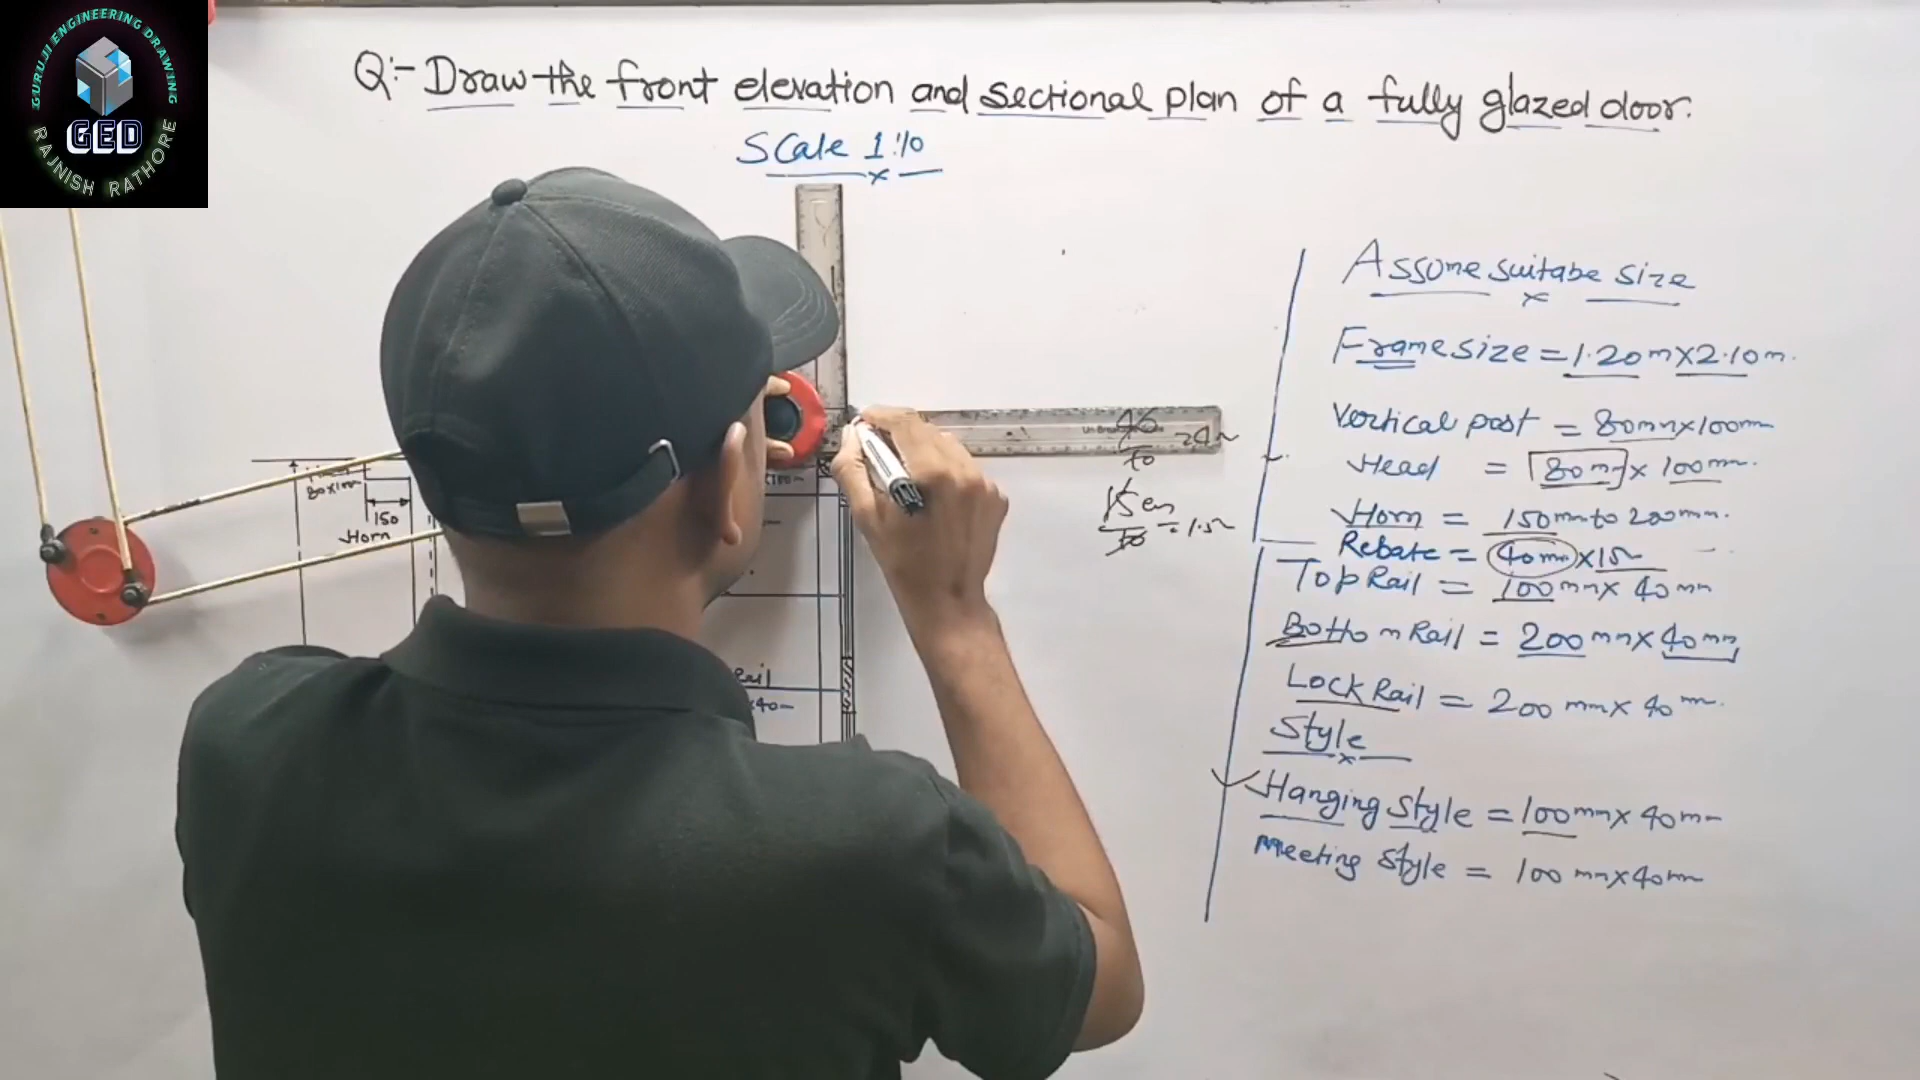 GURUJI ENGINEERING DRAWING
GED
RAJNISH RATHORE
Q:- Draw the front elevation and sectional plan of a fully glazed door.
Scale 1:10
Assume suitabe size
Frame size = 1.20m x 2.10m.
Vertical post = 80mm x 100mm
Head = 80mm x 100mm.
Horn = 150mm to 200mm.
Rebate = 40mm x 15
Top Rail = 100mm x 40mm
Bottom Rail = 200mm x 40mm
Lock Rail = 200mm x 40mm.
Style
Hanging style = 100mm x 40mm
Meeting style = 100mm x 40mm
150
Horn